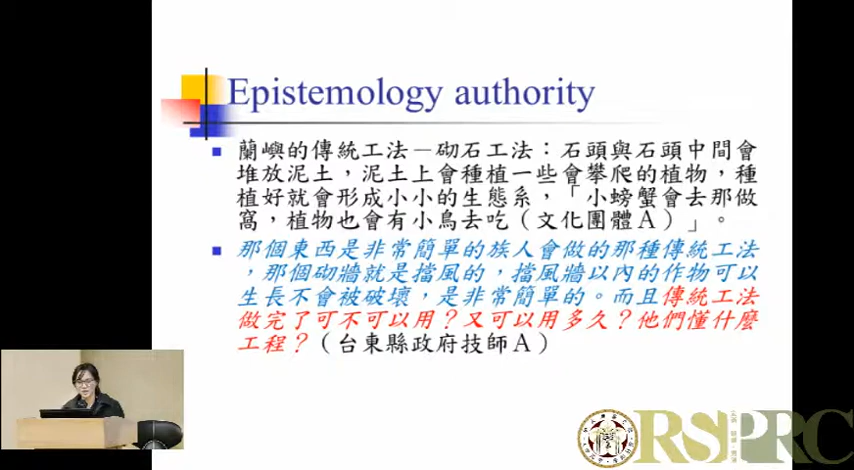 Epistemology authority
蘭嶼的傳統工法－砌石工法：石頭與石頭中間會
堆放泥土，泥土上會種植一些會攀爬的植物，種
植好就會形成小小的生態系，「小螃蟹會去那做
窩，植物也會有小鳥去吃（文化團體A）」。
那個東西是非常簡單的族人會做的那種傳統工法
，那個砌牆就是擋風的，擋風牆以內的作物可以
生長不會被破壞，是非常簡單的。而且傳統工法
做完了可不可以用？又可以用多久？他們懂什麼
工程？（台東縣政府技師A）
RSPRC